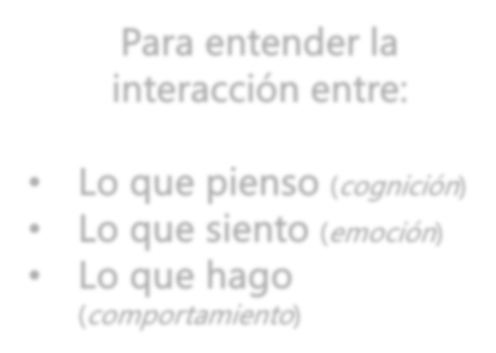 Para entender la
interacción entre:
• Lo que pienso (cognición)
• Lo que siento (emoción)
• Lo que hago
(comportamiento)